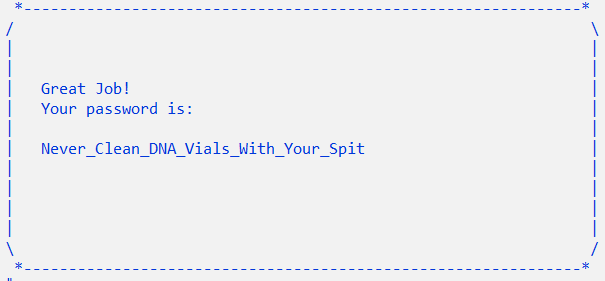 Great Job!
Your password is:
Never_Clean_DNA_Vials_With_Your_Spit